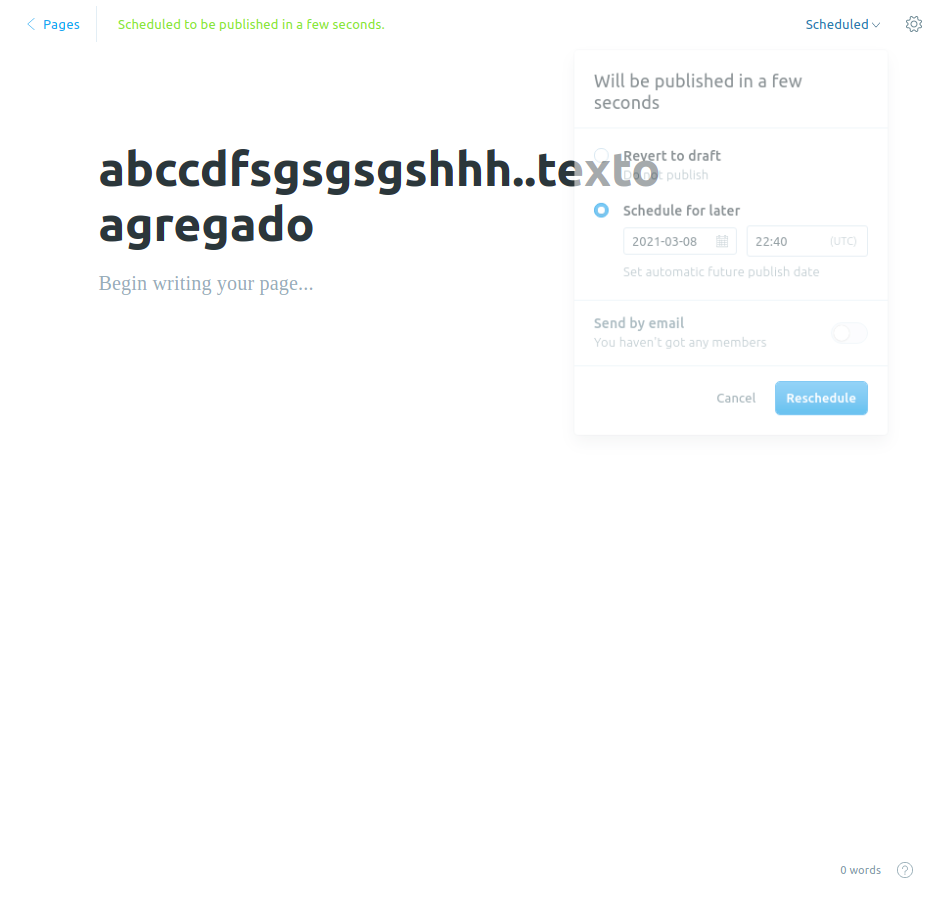 Pages
Scheduled to be published in a few seconds.
Scheduled
Will be published in a few
seconds
abccdfsgsgsgshhh..texto
agregado
Begin writing your page...
Revert to draft
Do not publish
Schedule for later
2021-03-08
22:40 (UTC)
Set automatic future publish date
Send by email
You haven't got any members
Cancel
Reschedule
0 words
?